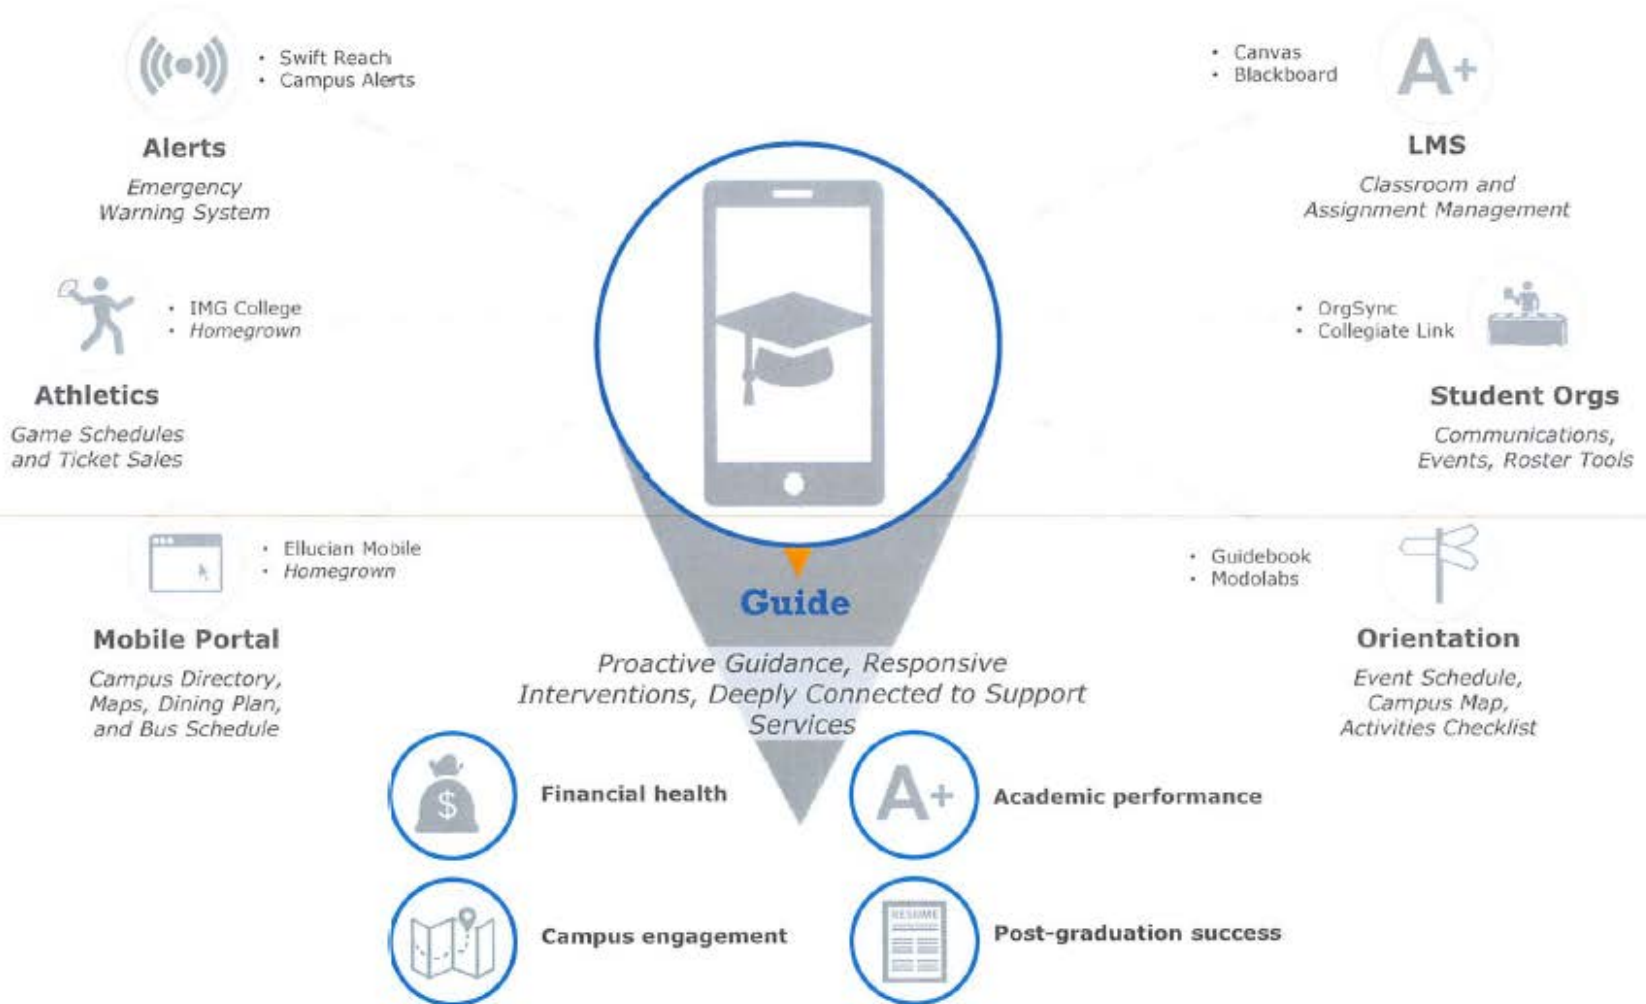 • Swift Reach
• Campus Alerts
Alerts
Emergency
Warning System
• IMG College
• Homegrown
Athletics
Game Schedules
and Ticket Sales
• Ellucian Mobile
• Homegrown
Mobile Portal
Campus Directory,
Maps, Dining Plan,
and Bus Schedule
• Canvas
• Blackboard
A+
LMS
Classroom and
Assignment Management
• OrgSync
• Collegiate Link
Student Orgs
Communications,
Events, Roster Tools
• Guidebook
• Modolabs
Orientation
Event Schedule,
Campus Map,
Activities Checklist
Guide
Proactive Guidance, Responsive
Interventions, Deeply Connected to Support
Services
$
Financial health
A+
Academic performance
Campus engagement
RESUME
Post-graduation success